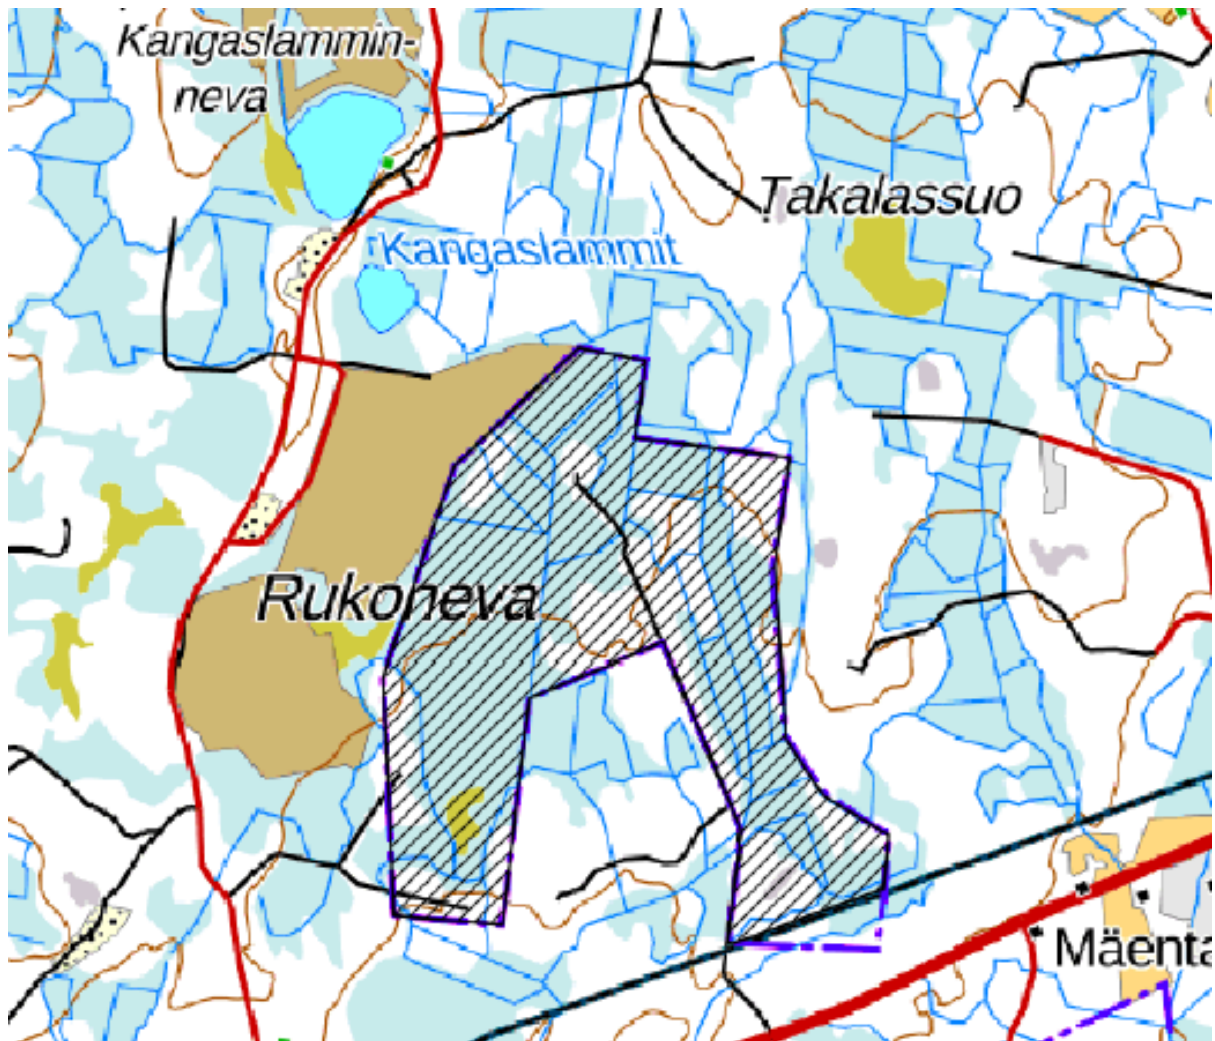 Kangaslammin-
neva
Takalassuo
Kangaslammit
Rukoneva
Mäenta